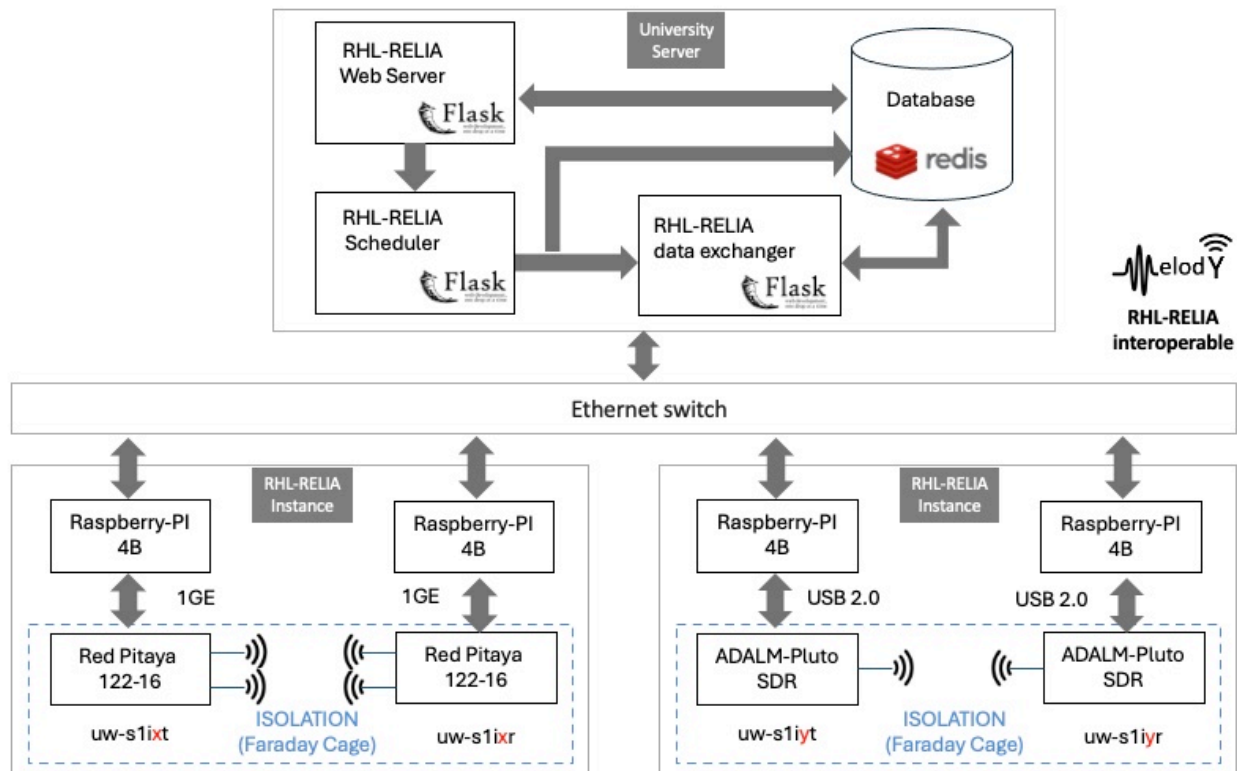 University
Server
RHL-RELIA
Web Server
Flask
Database
redis
RHL-RELIA
Scheduler
Flask
RHL-RELIA
data exchanger
Flask
elodY
RHL-RELIA
interoperable
Ethernet switch
RHL-RELIA
Instance
Raspberry-PI
4B
Raspberry-PI
4B
1GE
1GE
Red Pitaya
122-16
Red Pitaya
122-16
ISOLATION
(Faraday Cage)
uw-s1ixt
uw-s1ixr
RHL-RELIA
Instance
Raspberry-PI
4B
Raspberry-PI
4B
USB 2.0
USB 2.0
ADALM-Pluto
SDR
ADALM-Pluto
SDR
ISOLATION
(Faraday Cage)
uw-s1iyt
uw-s1iyr